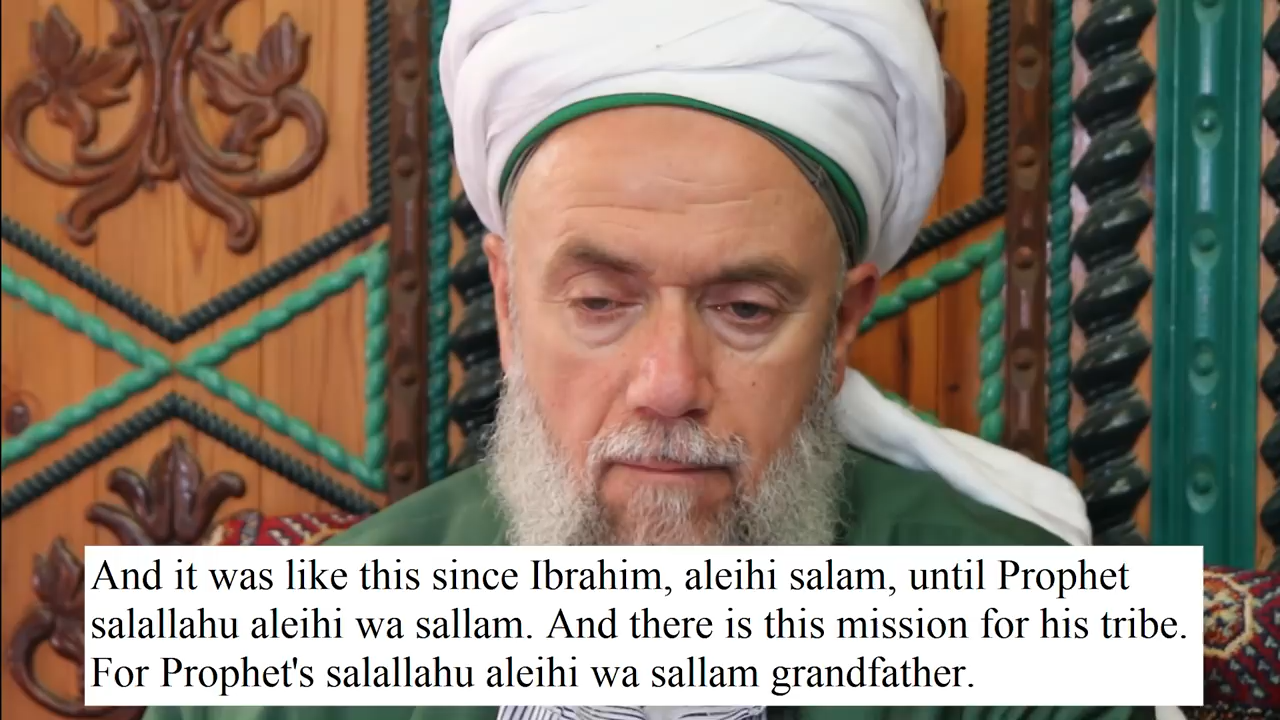 And it was like this since Ibrahim, aleihi salam, until Prophet
salallahu aleihi wa sallam. And there is this mission for his tribe.
For Prophet's salallahu aleihi wa sallam grandfather.